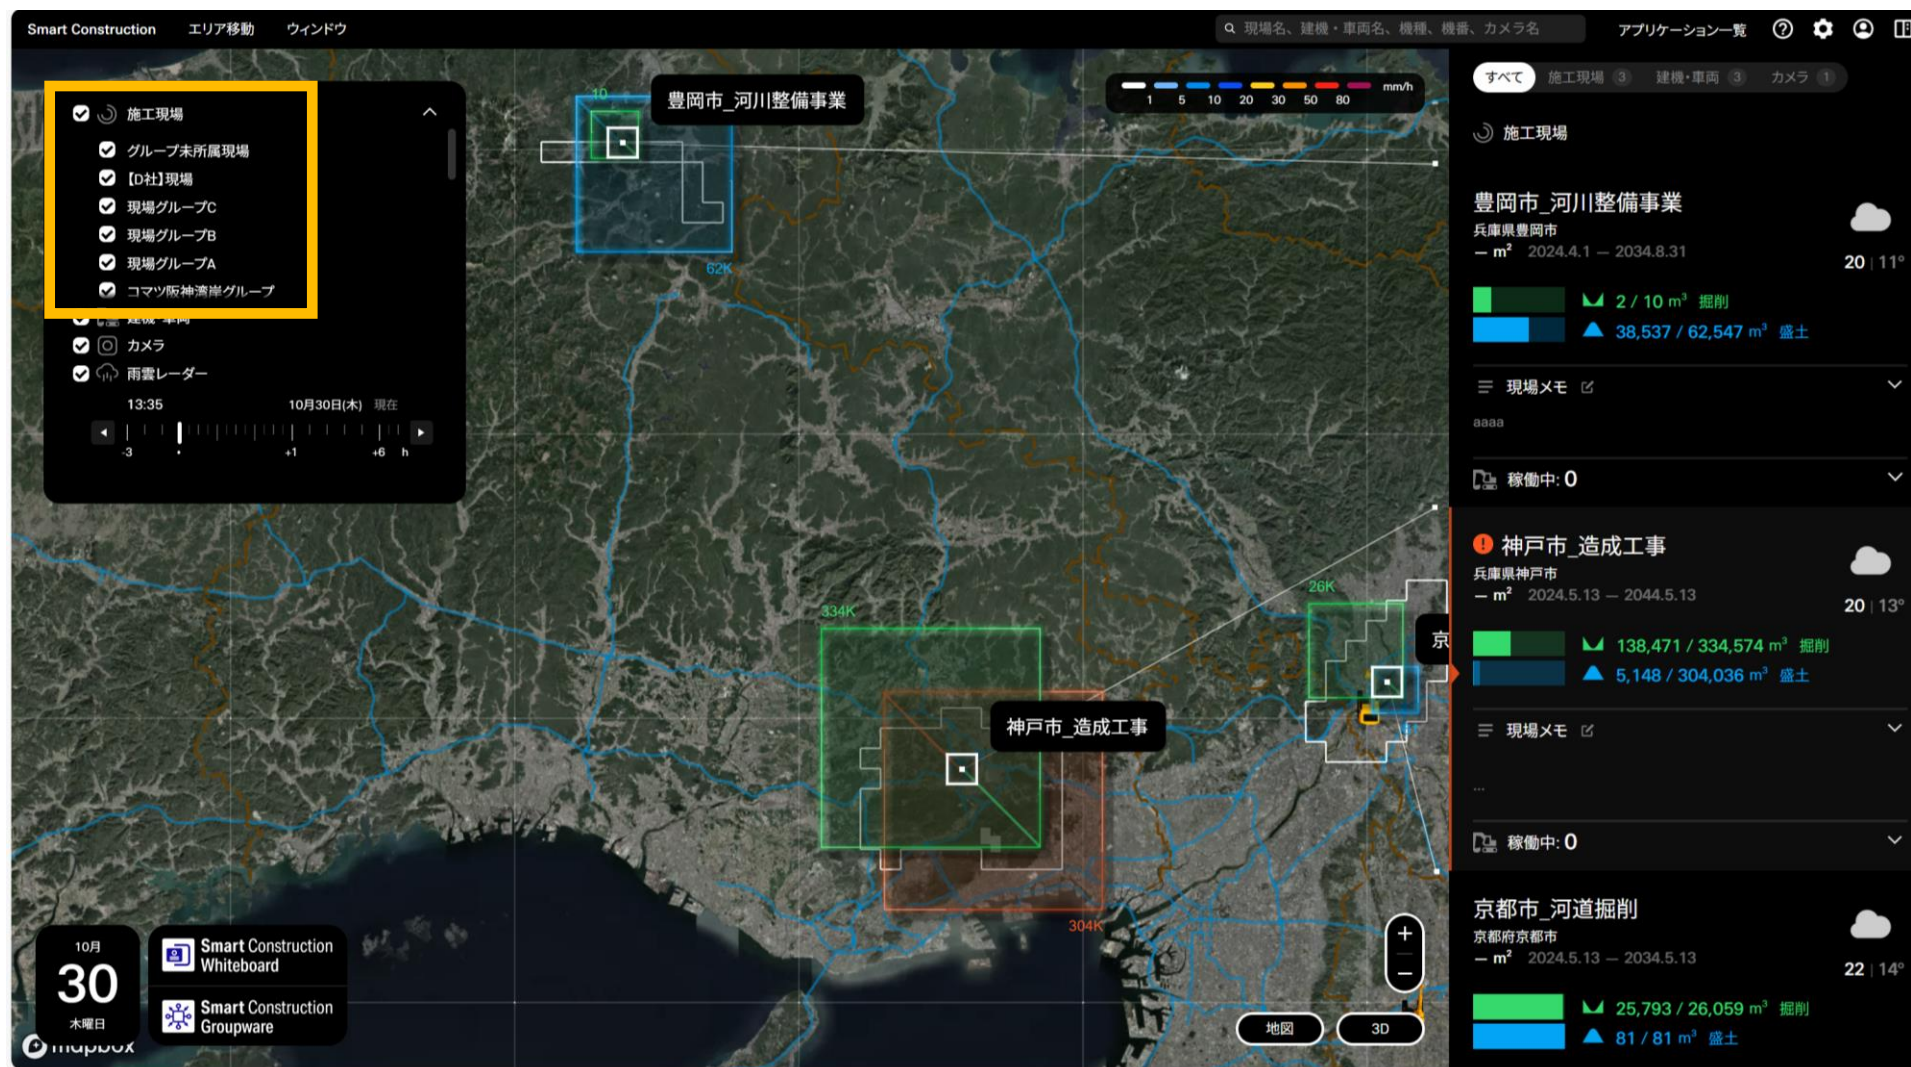 Smart Construction エリア移動 ウィンドウ 現場名、建機・車両名、機種、機番、カメラ名 アプリケーション一覧
施工現場
グループ未所属現場
【D社】現場
現場グループC
現場グループB
現場グループA
コマツ阪神湾岸グループ
建機・車両
カメラ
雨雲レーダー
13:35 10月30日(木) 現在
-3 +1 +6 h
10
豊岡市_河川整備事業
62K
mm/h
1 5 10 20 30 50 80
334K
神戸市_造成工事
304K
26K
京
10月
30
木曜日
Smart Construction
Whiteboard
Smart Construction
Groupware
mapbox
+
−
地図 3D
すべて 施工現場 3 建機・車両 3 カメラ 1
施工現場
豊岡市_河川整備事業
兵庫県豊岡市
— m² 2024.4.1 — 2034.8.31
20 | 11°
2 / 10 m³ 掘削
38,537 / 62,547 m³ 盛土
現場メモ
aaaa
稼働中: 0
神戸市_造成工事
兵庫県神戸市
— m² 2024.5.13 — 2044.5.13
20 | 13°
138,471 / 334,574 m³ 掘削
5,148 / 304,036 m³ 盛土
現場メモ
...
稼働中: 0
京都市_河道掘削
京都府京都市
— m² 2024.5.13 — 2034.5.13
22 | 14°
25,793 / 26,059 m³ 掘削
81 / 81 m³ 盛土